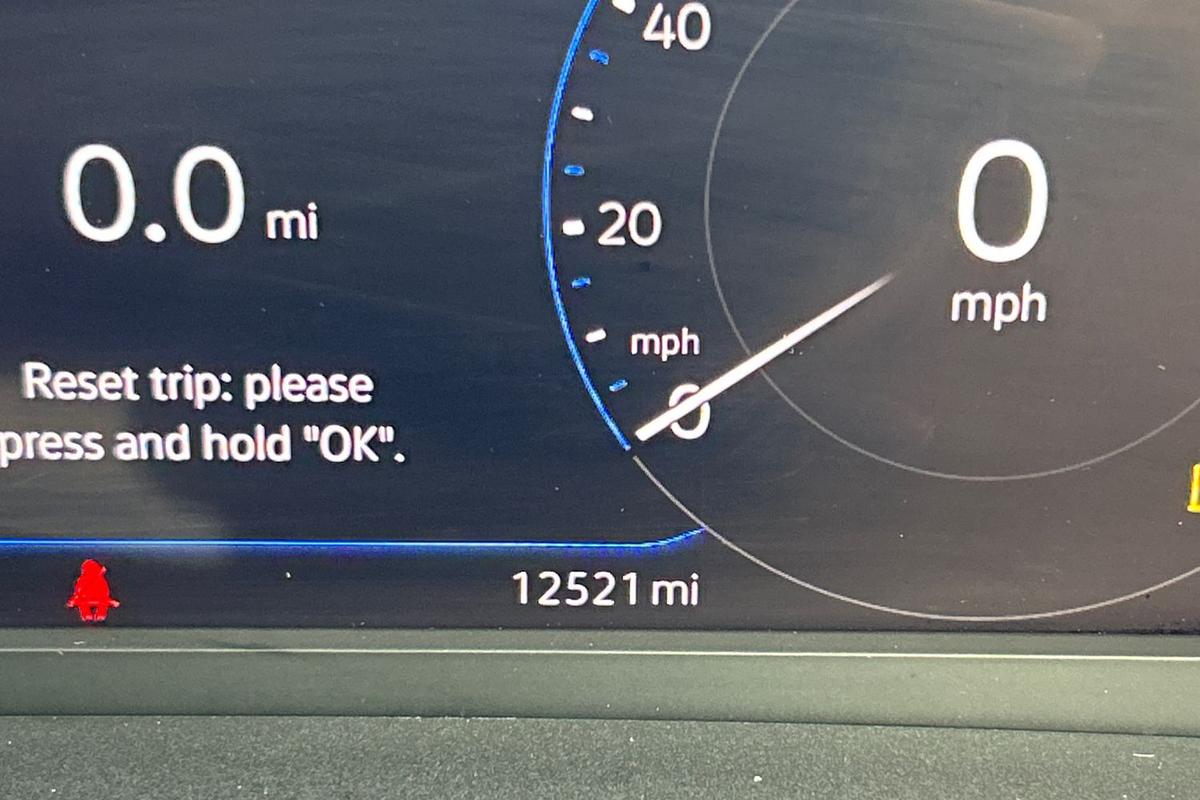 40
0.0 mi
20
0
mph
mph
0
Reset trip: please
press and hold "OK".
12521 mi